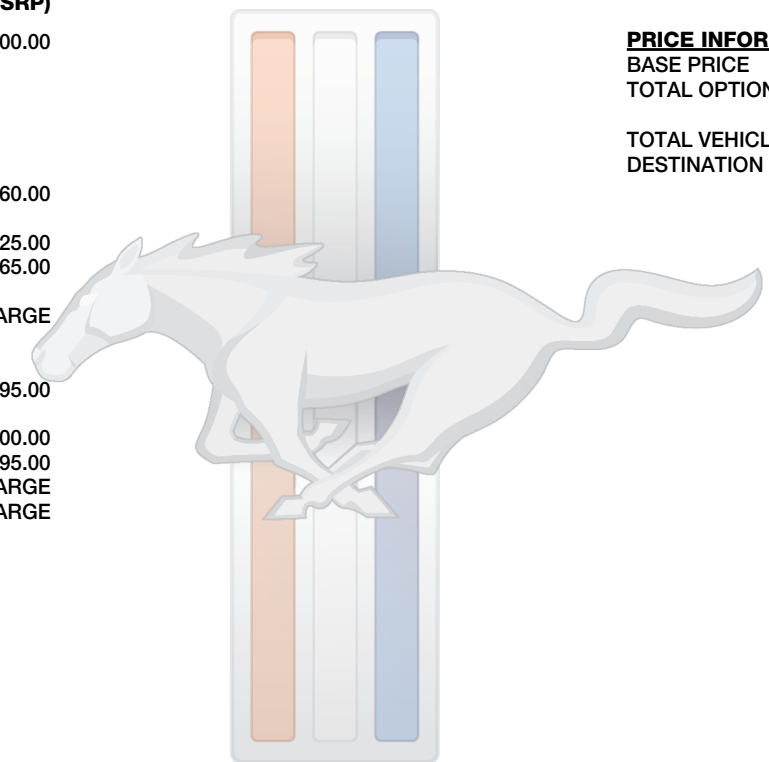 SRP)
00.00
60.00
25.00
65.00
ARGE
95.00
00.00
95.00
ARGE
ARGE
PRICE INFOR
BASE PRICE
TOTAL OPTION
TOTAL VEHICL
DESTINATION